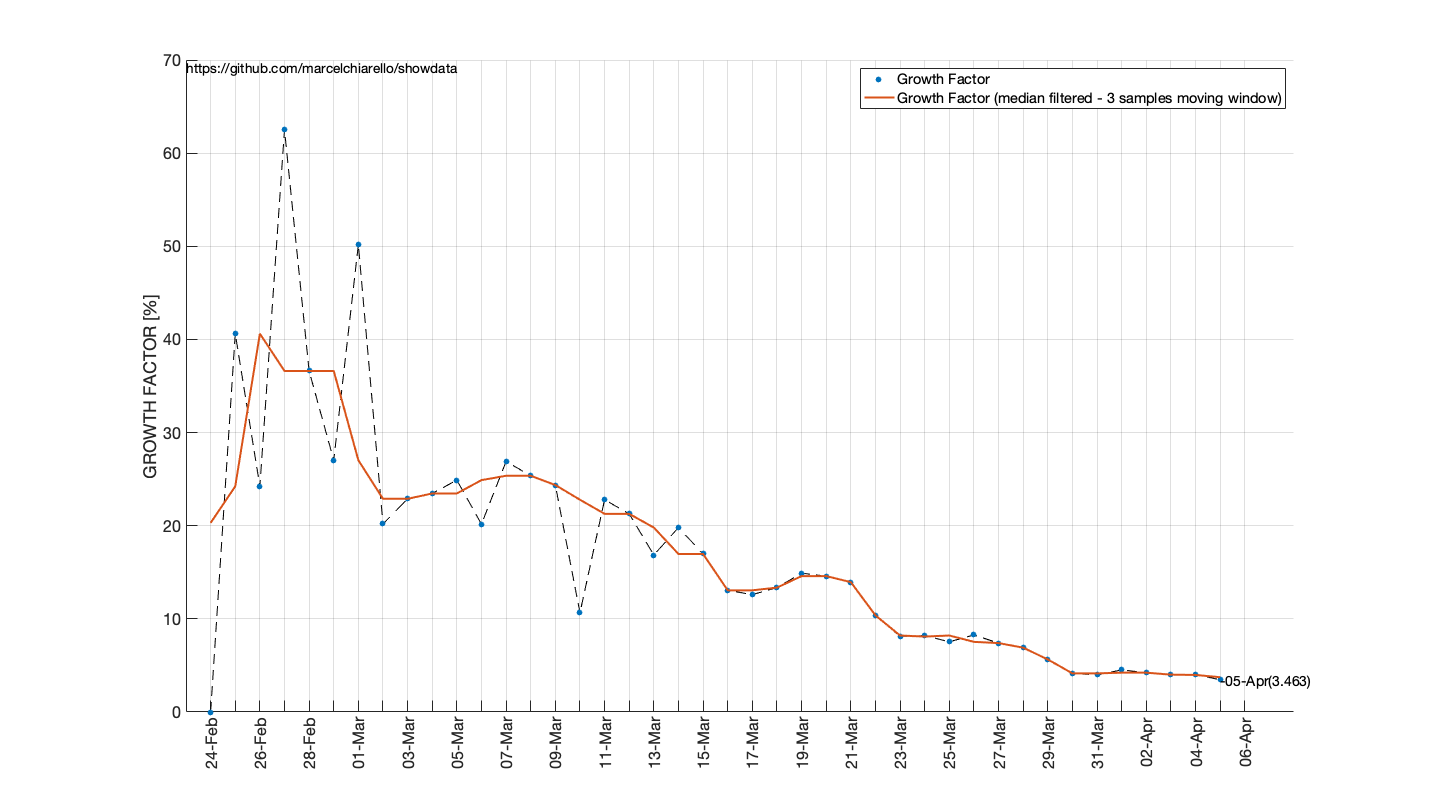 https://github.com/marcelchiarello/showdata
Growth Factor
Growth Factor (median filtered - 3 samples moving window)
GROWTH FACTOR [%]
70
60
50
40
30
20
10
0
05-Apr(3.463)
24-Feb
26-Feb
28-Feb
01-Mar
03-Mar
05-Mar
07-Mar
09-Mar
11-Mar
13-Mar
15-Mar
17-Mar
19-Mar
21-Mar
23-Mar
25-Mar
27-Mar
29-Mar
31-Mar
02-Apr
04-Apr
06-Apr